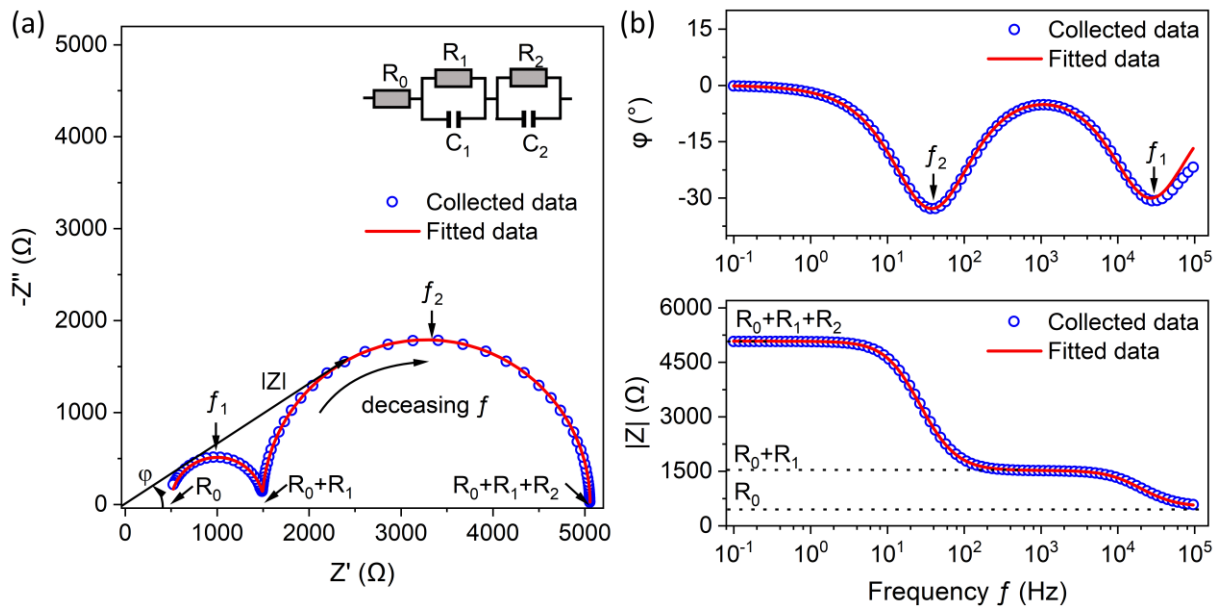 (a)
5000
4000
3000
2000
1000
0
-Z'' (Ω)
R0
R1
C1
R2
C2
Collected data
Fitted data
f2
|Z|
deceasing f
f1
φ
R0
R0+R1
R0+R1+R2
0 1000 2000 3000 4000 5000
Z' (Ω)
(b)
15
0
-15
-30
φ (°)
Collected data
Fitted data
f2
f1
10-1 100 101 102 103 104 105
6000
4500
3000
1500
0
|Z| (Ω)
R0+R1+R2
Collected data
Fitted data
R0+R1
R0
10-1 100 101 102 103 104 105
Frequency f (Hz)